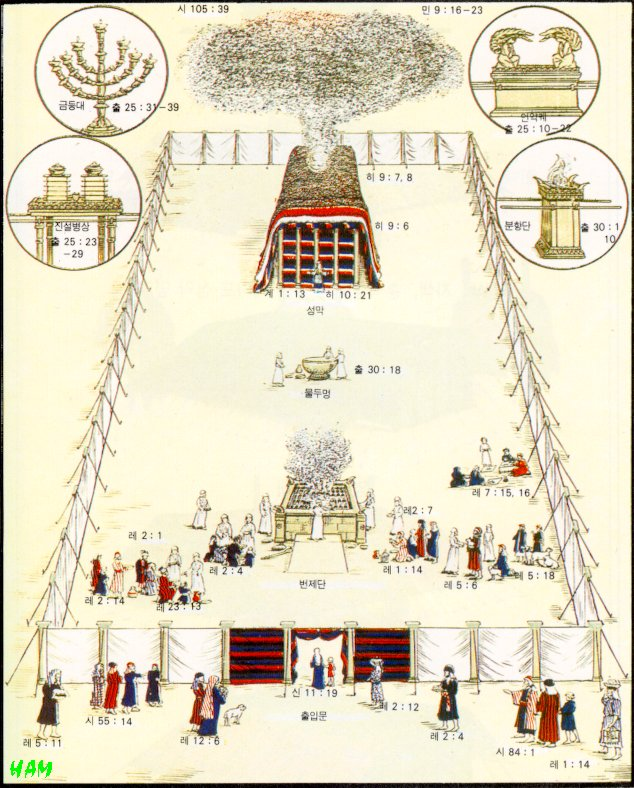 시 105 : 39
민 9 : 16-23
금등대
출 25 : 31-39
언약궤
출 25 : 10-22
진설병상
출 25 : 23
-29
분향단
출 30 : 1
10
히 9 : 7, 8
히 9 : 6
계 1 : 13
히 10 : 21
성막
출 30 : 18
물두멍
레 7 : 15, 16
레 2 : 1
레 2 : 4
레 2 : 14
레 23 : 13
번제단
레 2 : 7
레 1 : 14
레 5 : 6
레 5 : 18
레 5 : 11
시 55 : 14
레 12 : 6
신 11 : 19
출입문
레 2 : 12
레 2 : 4
시 84 : 1
레 1 : 14
HAM